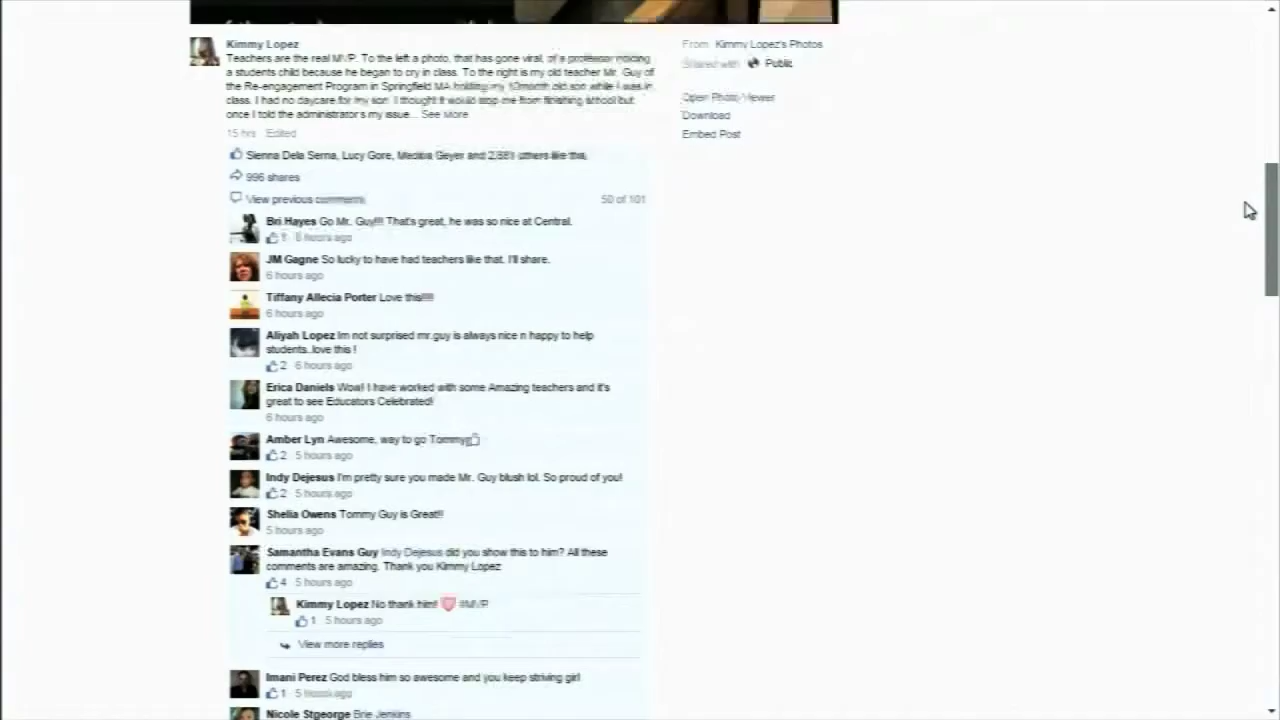 Kimmy Lopez
Teachers are the real MVP. To the left a photo, that has gone viral, of a professor holding
a students child because he began to cry in class. To the right is my old teacher Mr. Guy of
the Re-engagement Program in Springfield MA holding my 10month old son while I was in
class. I had no daycare for my son. I thought it would stop me from finishing school but
once I told the administrator's my issue... See More
15 hrs Edited
From Kimmy Lopez's Photos
Shared with Public
Open Photo Viewer
Download
Embed Post
Sienna Dela Serna, Lucy Gore, Geyer and others like this.
996 shares
View previous comments 50 of 101
Bri Hayes Go Mr. Guy!!! That's great, he was so nice at Central.
1 6 hours ago
JM Gagne So lucky to have had teachers like that. I'll share.
6 hours ago
Tiffany Allecia Porter Love this!!!!
6 hours ago
Aliyah Lopez Im not surprised mr.guy is always nice n happy to help
students..love this !
2 6 hours ago
Erica Daniels Wow! I have worked with some Amazing teachers and it's
great to see Educators Celebrated!
6 hours ago
Amber Lyn Awesome, way to go Tommy
2 5 hours ago
Indy Dejesus I'm pretty sure you made Mr. Guy blush lol. So proud of you!
2 5 hours ago
Shelia Owens Tommy Guy is Great!!
5 hours ago
Samantha Evans Guy Indy Dejesus did you show this to him? All these
comments are amazing. Thank you Kimmy Lopez
4 5 hours ago
Kimmy Lopez No thank him!! #MVP
1 5 hours ago
View more replies
Imani Perez God bless him so awesome and you keep striving girl
1 5 hours ago
Nicole Stgeorge Brie Jenkins